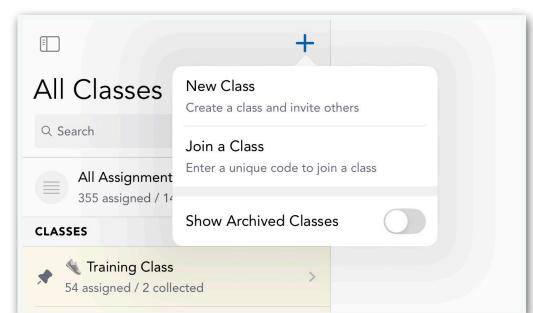 All Classes
Search
All Assignment
355 assigned / 14
CLASSES
Training Class
54 assigned / 2 collected
New Class
Create a class and invite others
Join a Class
Enter a unique code to join a class
Show Archived Classes